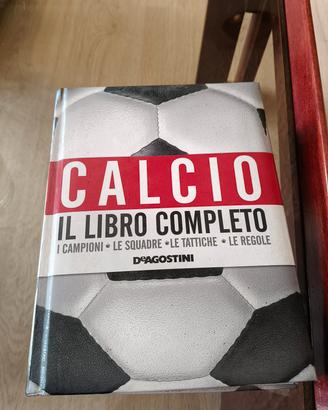 CALCIO
IL LIBRO COMPLETO
I CAMPIONI • LE SQUADRE • LE TATTICHE • LE REGOLE
DeAGOSTINI